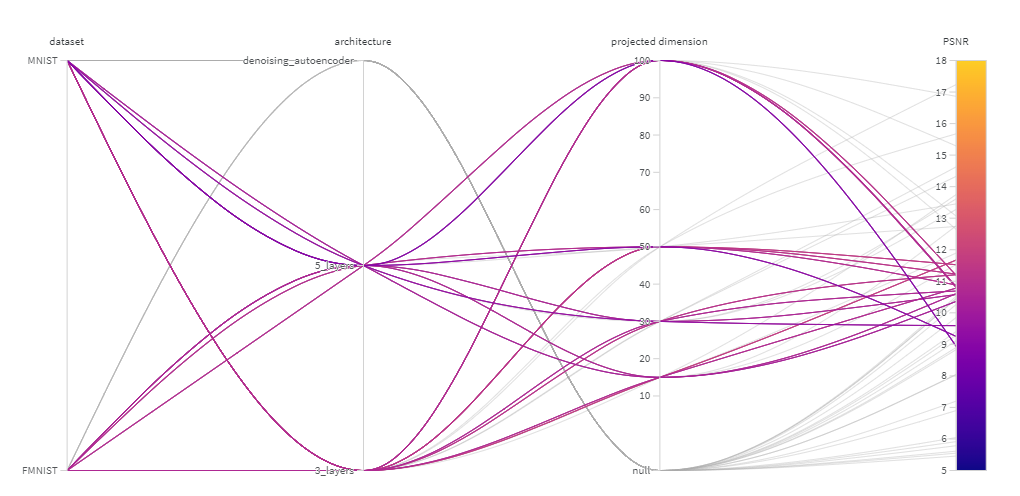 dataset
architecture
projected dimension
PSNR
MNIST
FMNIST
denoising_autoencoder
5_layers
3_layers
100
90
80
70
60
50
40
30
20
10
null
18
17
16
15
14
13
12
11
10
9
8
7
6
5